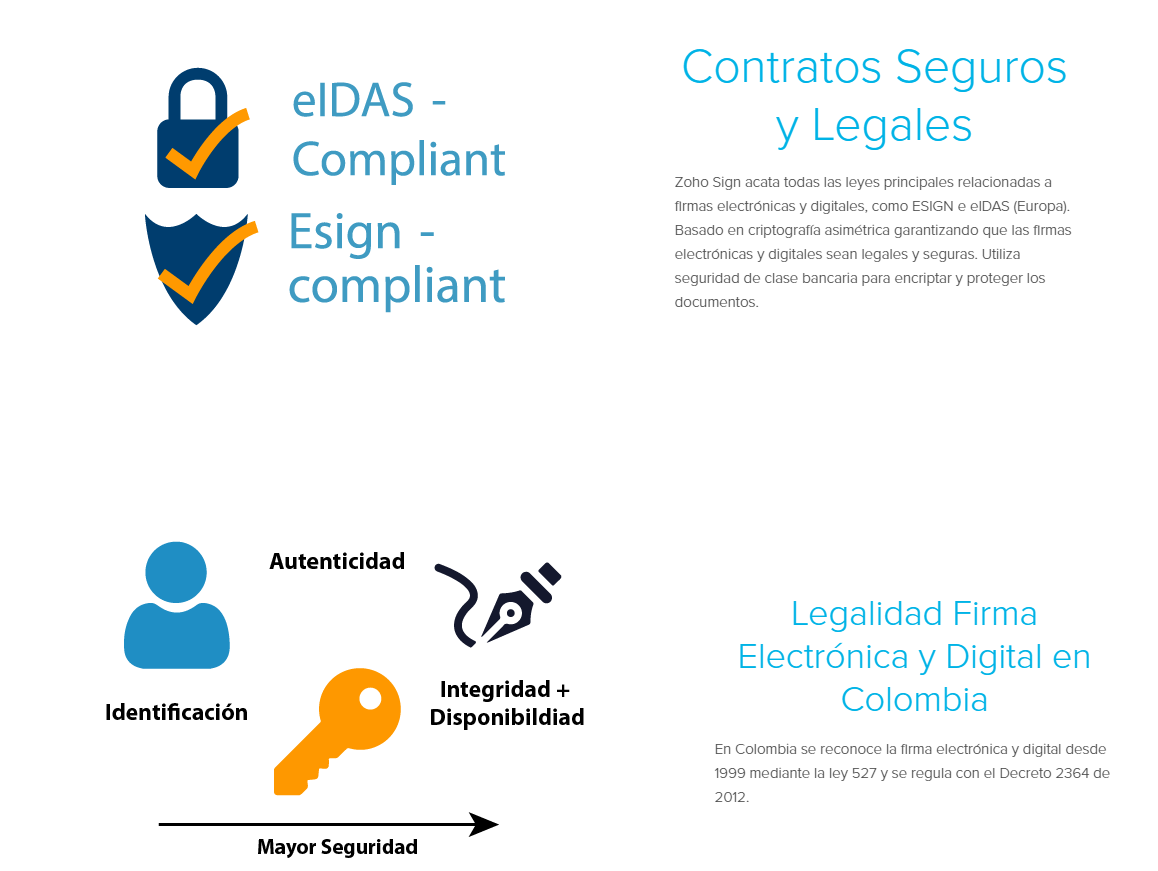 eIDAS -
Compliant
Esign -
compliant
Contratos Seguros
y Legales
Zoho Sign acata todas las leyes principales relacionadas a
firmas electrónicas y digitales, como ESIGN e eIDAS (Europa).
Basado en criptografía asimétrica garantizando que las firmas
electrónicas y digitales sean legales y seguras. Utiliza
seguridad de clase bancaria para encriptar y proteger los
documentos.
Autenticidad
Identificación
Integridad +
Disponibildiad
Mayor Seguridad
Legalidad Firma
Electrónica y Digital en
Colombia
En Colombia se reconoce la firma electrónica y digital desde
1999 mediante la ley 527 y se regula con el Decreto 2364 de
2012.